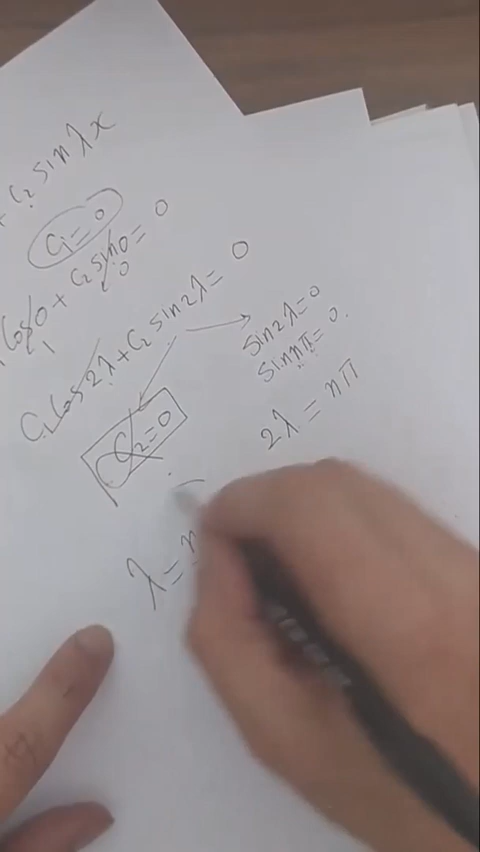 + C₂ sin λx
C₁ = 0
Cos 0 + C₂ sin 0 = 0
1 0
C₁ Cos 2λ + C₂ sin 2λ = 0
sin 2λ = 0
sin nπ = 0.
C₂ = 0
2λ = nπ
λ = n